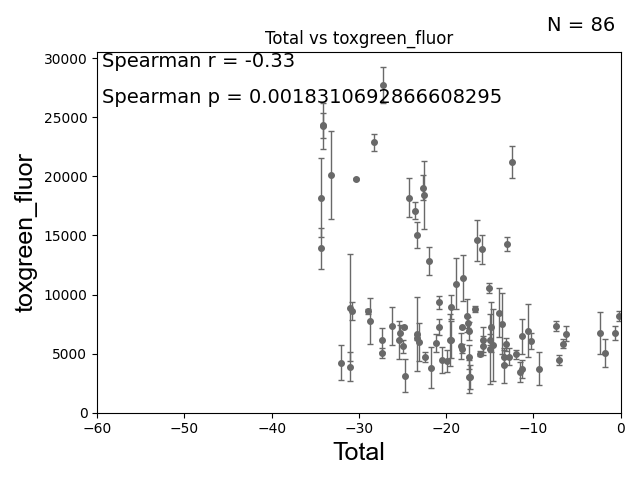 N = 86
Total vs toxgreen_fluor
Spearman r = -0.33
Spearman p = 0.0018310692866608295
toxgreen_fluor
30000
25000
20000
15000
10000
5000
0
−60 −50 −40 −30 −20 −10 0
Total